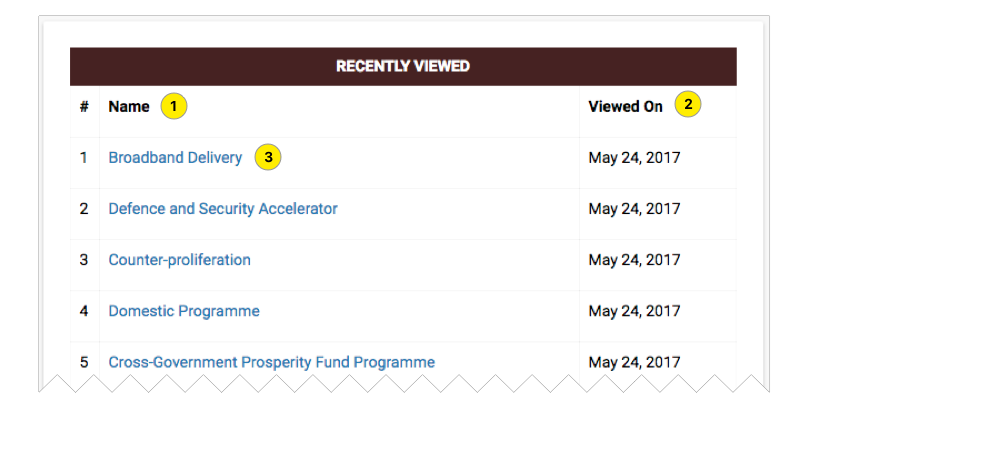 RECENTLY VIEWED
# Name 1 Viewed On 2
1 Broadband Delivery 3 May 24, 2017
2 Defence and Security Accelerator May 24, 2017
3 Counter-proliferation May 24, 2017
4 Domestic Programme May 24, 2017
5 Cross-Government Prosperity Fund Programme May 24, 2017